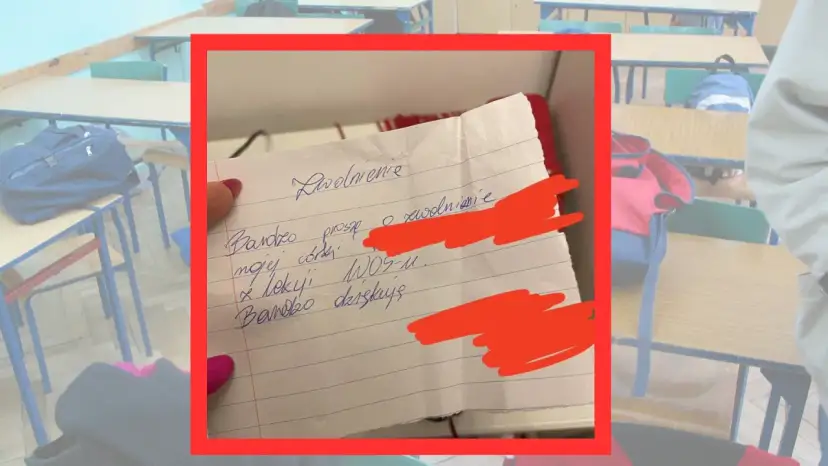 Zwolnienie
Bardzo proszę o zwolnienie
mojej córki
z lekcji WOS-u.
Bardzo dziękuję